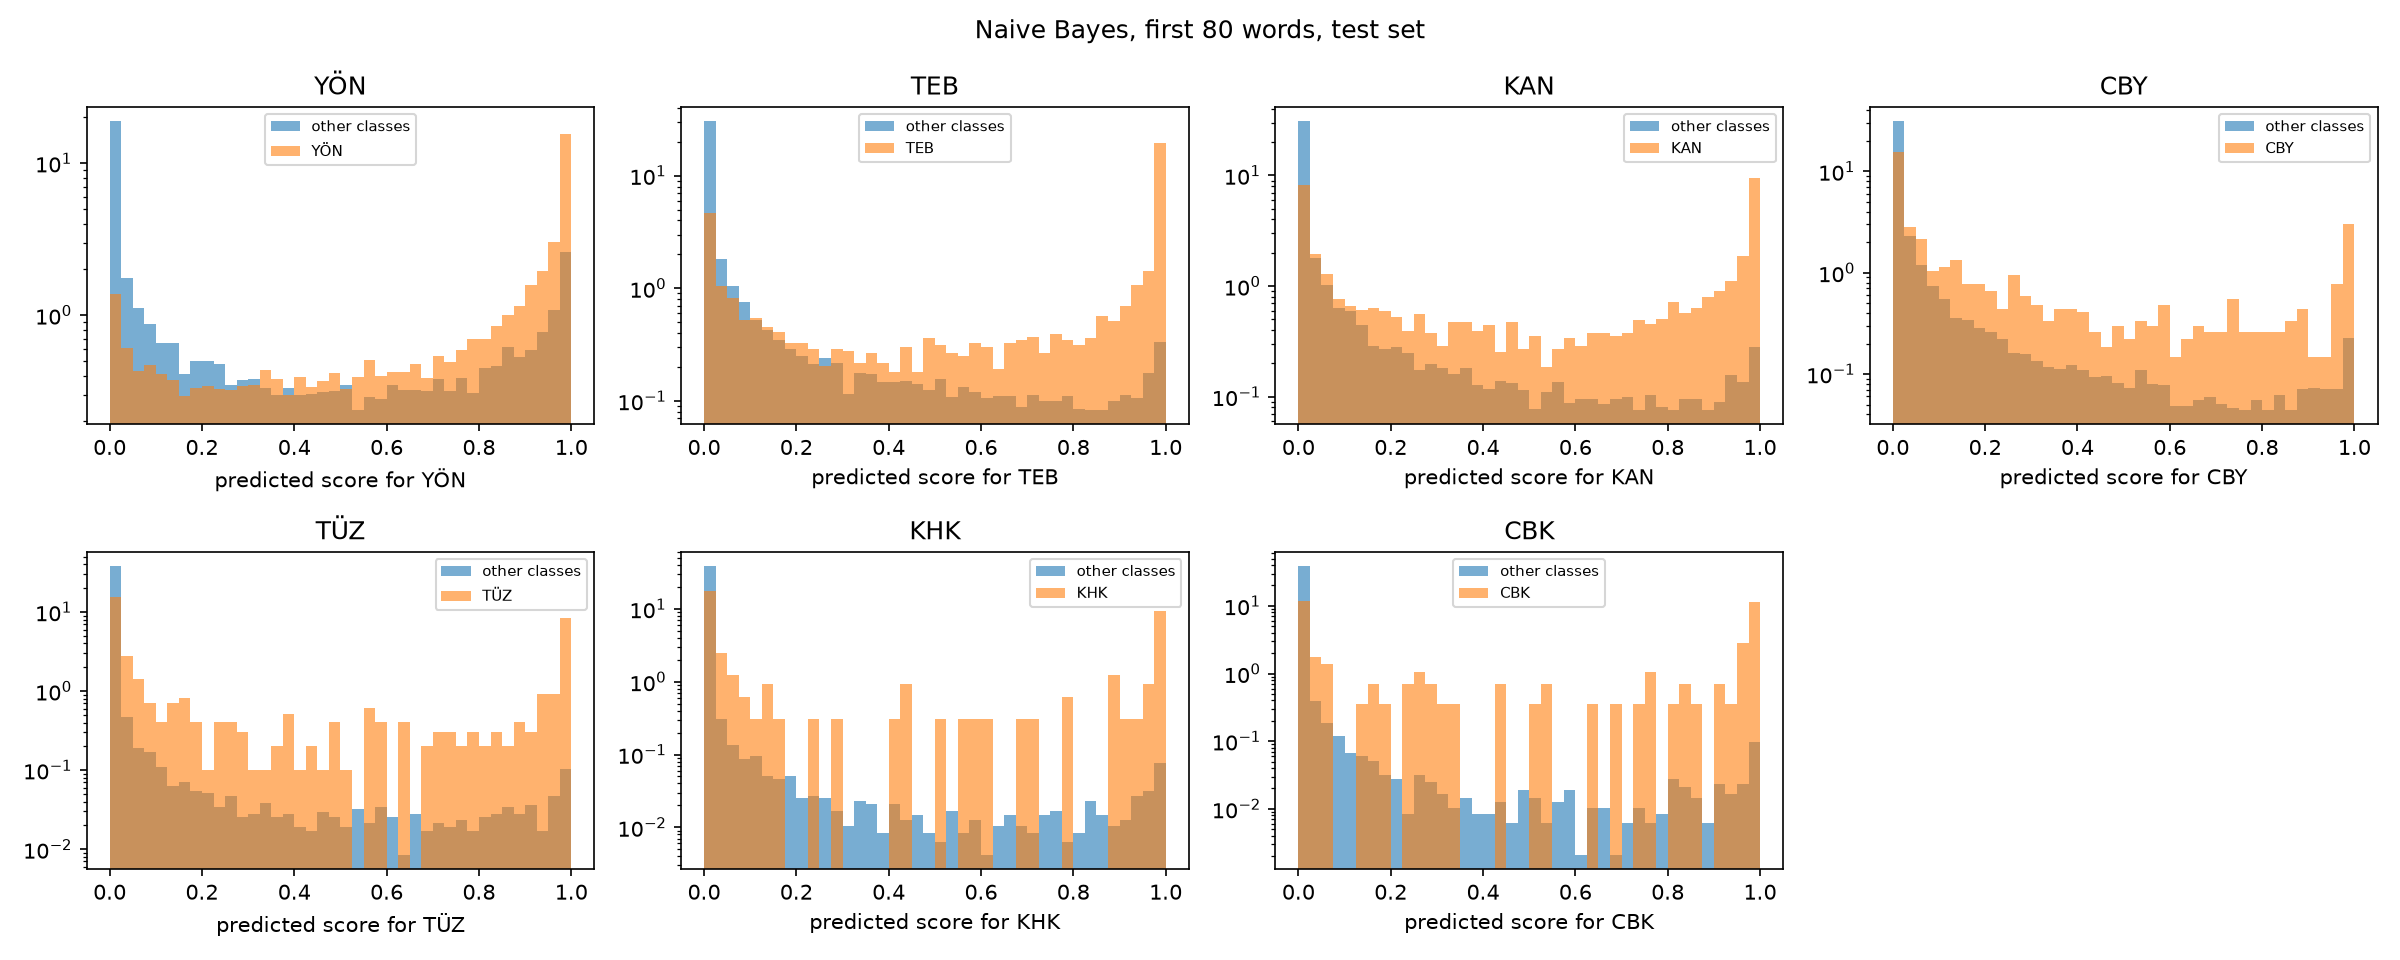 Naive Bayes, first 80 words, test set
YÖN
other classes
YÖN
10^1
10^0
0.0 0.2 0.4 0.6 0.8 1.0
predicted score for YÖN
TEB
other classes
TEB
10^1
10^0
10^-1
0.0 0.2 0.4 0.6 0.8 1.0
predicted score for TEB
KAN
other classes
KAN
10^1
10^0
10^-1
0.0 0.2 0.4 0.6 0.8 1.0
predicted score for KAN
CBY
other classes
CBY
10^1
10^0
10^-1
0.0 0.2 0.4 0.6 0.8 1.0
predicted score for CBY
TÜZ
other classes
TÜZ
10^1
10^0
10^-1
10^-2
0.0 0.2 0.4 0.6 0.8 1.0
predicted score for TÜZ
KHK
other classes
KHK
10^1
10^0
10^-1
10^-2
0.0 0.2 0.4 0.6 0.8 1.0
predicted score for KHK
CBK
other classes
CBK
10^1
10^0
10^-1
10^-2
0.0 0.2 0.4 0.6 0.8 1.0
predicted score for CBK